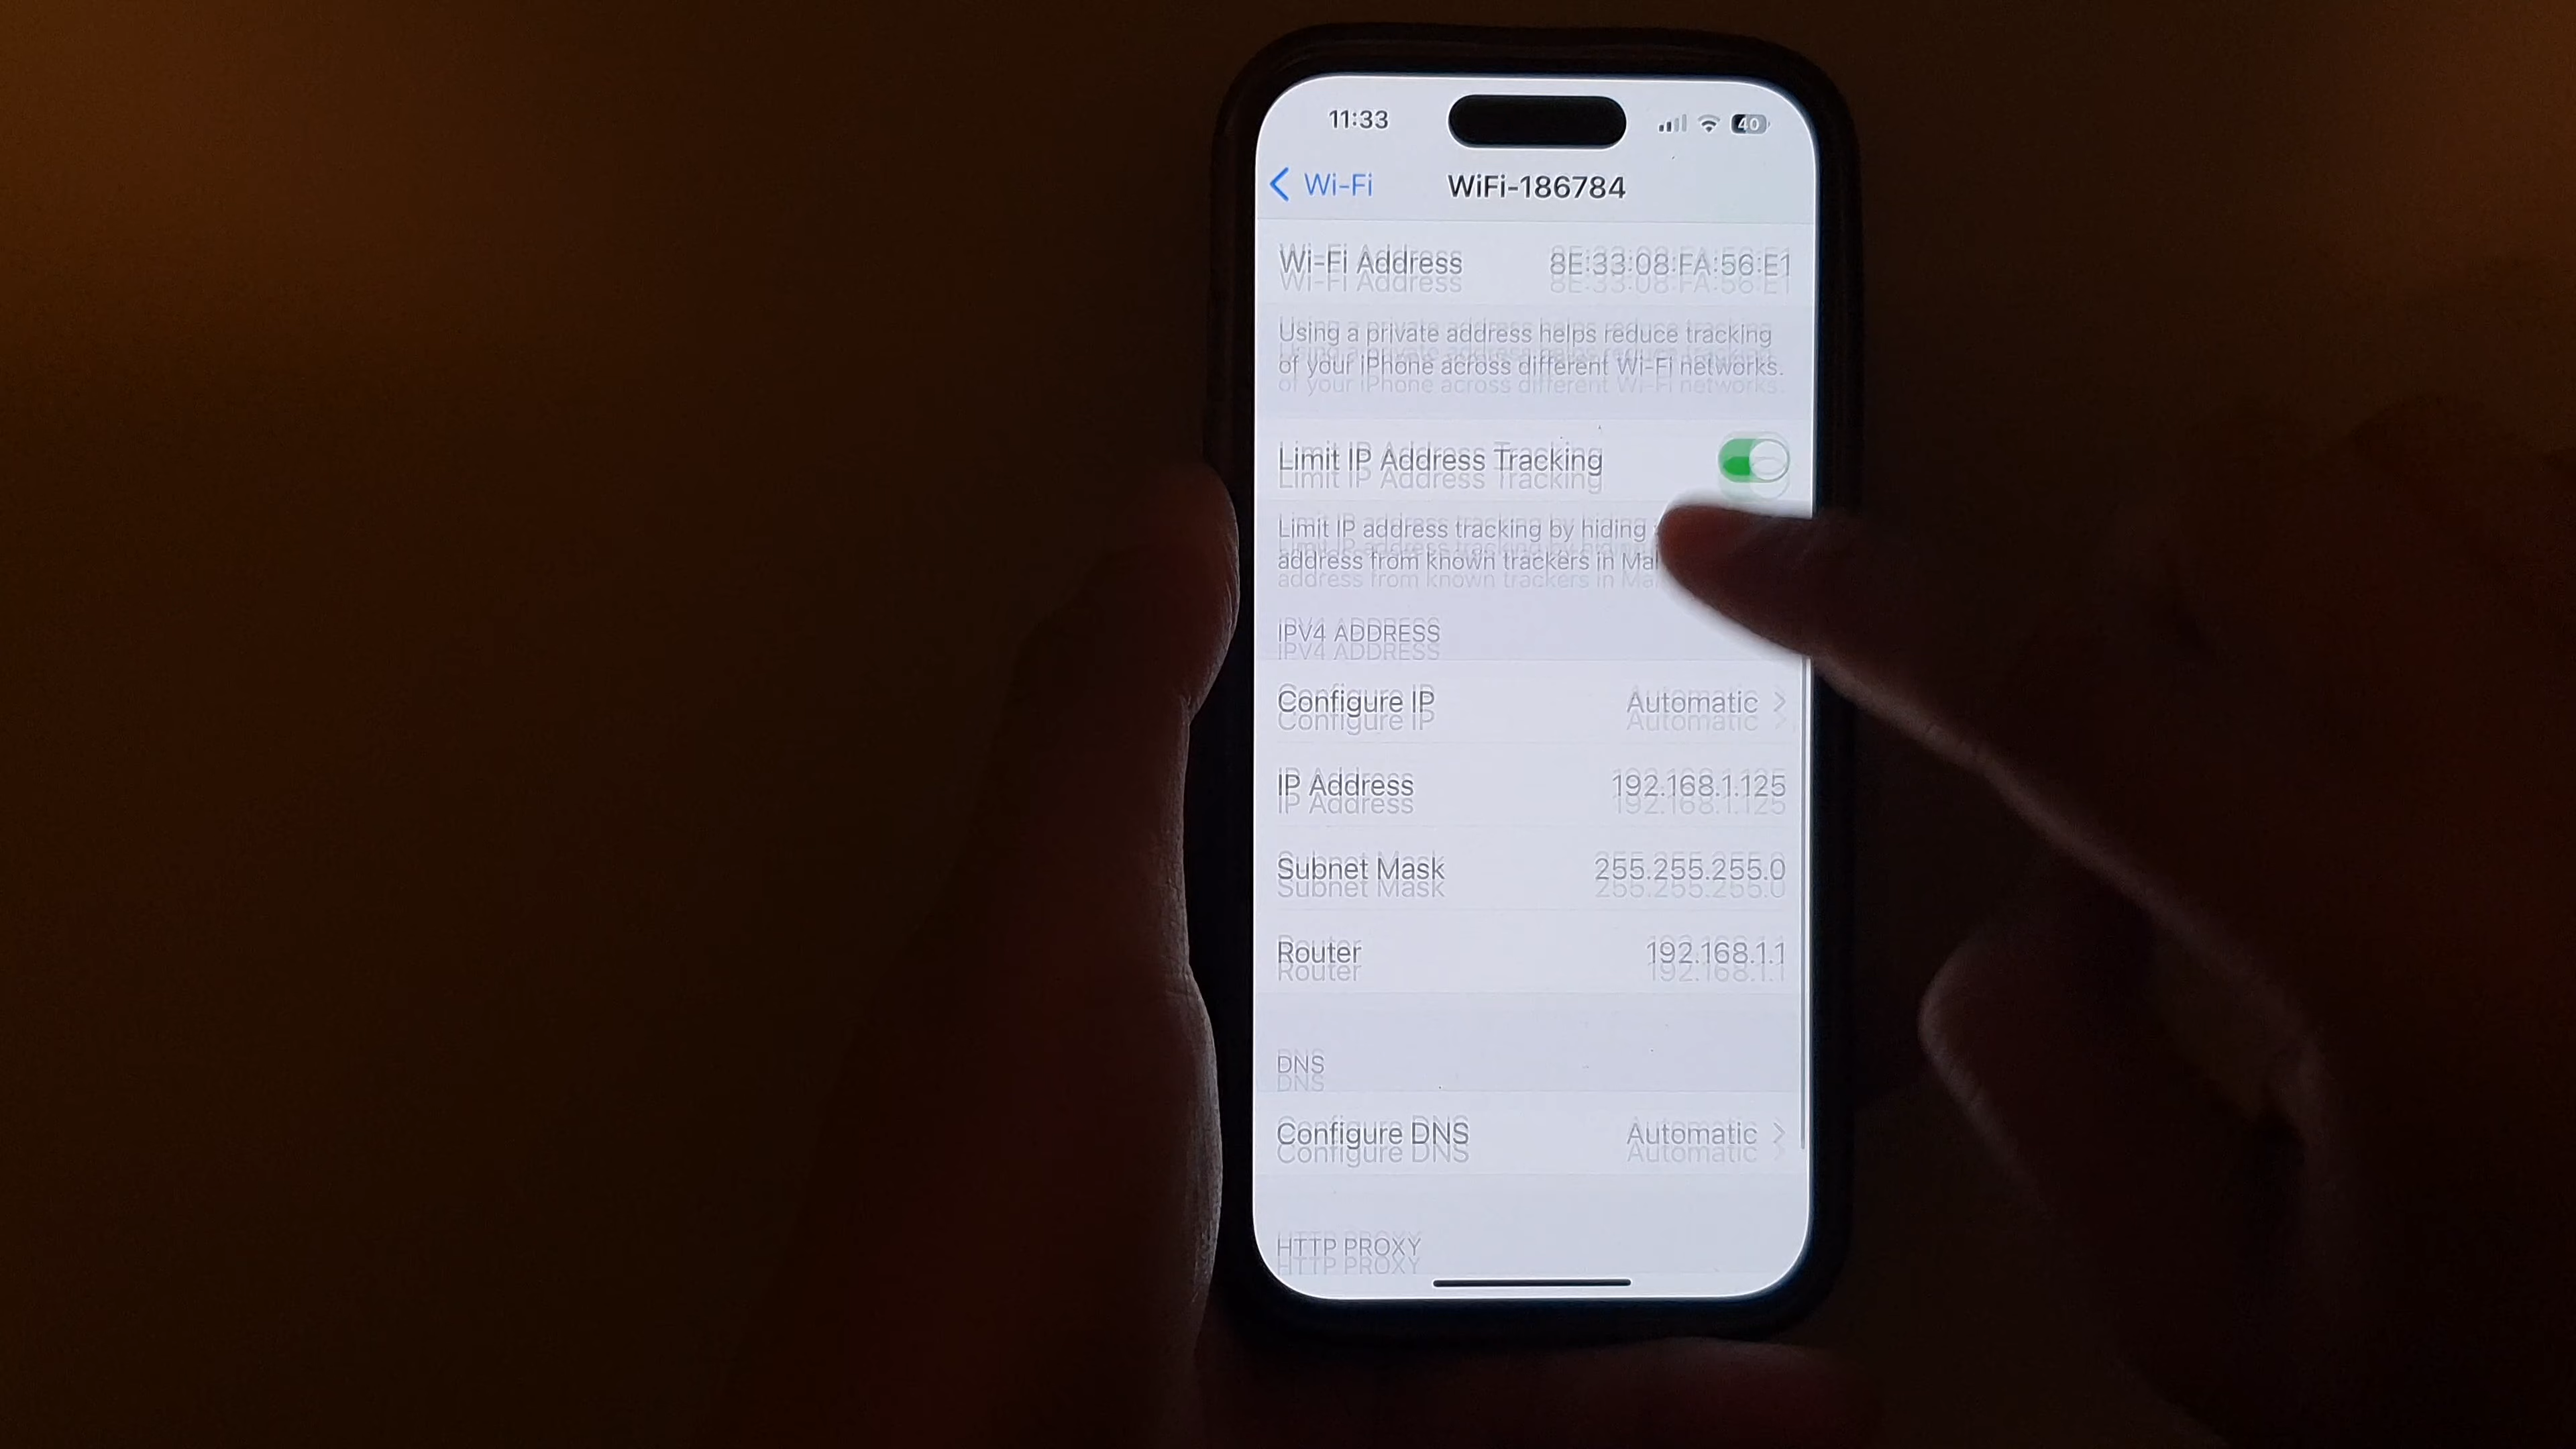 11:33 40
Wi-Fi WiFi-186784
Wi-Fi Address 8E:33:08:FA:56:E1
Using a private address helps reduce tracking
of your iPhone across different Wi-Fi networks.
Limit IP Address Tracking
Limit IP address tracking by hiding
address from known trackers in
IPV4 ADDRESS
Configure IP Automatic
IP Address 192.168.1.125
Subnet Mask 255.255.255.0
Router 192.168.1.1
DNS
Configure DNS Automatic
HTTP PROXY